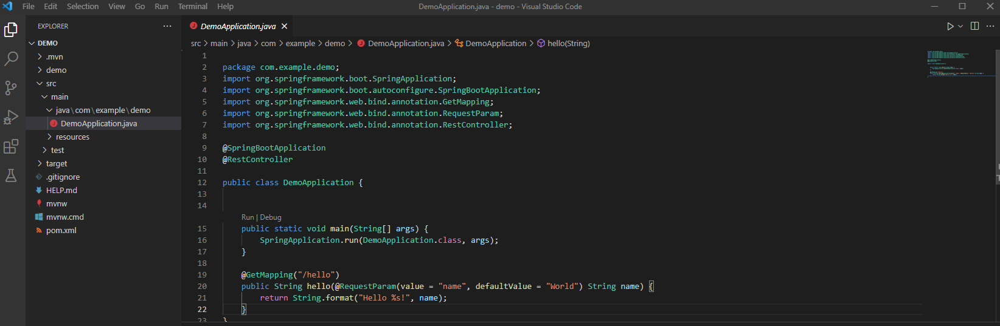 File Edit Selection View Go Run Terminal Help
DemoApplication.java - demo - Visual Studio Code
EXPLORER
DEMO
.mvn
demo
src
main
java\com\example\demo
DemoApplication.java
resources
test
target
.gitignore
HELP.md
mvnw
mvnw.cmd
pom.xml
DemoApplication.java
src > main > java > com > example > demo > DemoApplication.java > DemoApplication > hello(String)
1
2 package com.example.demo;
3 import org.springframework.boot.SpringApplication;
4 import org.springframework.boot.autoconfigure.SpringBootApplication;
5 import org.springframework.web.bind.annotation.GetMapping;
6 import org.springframework.web.bind.annotation.RequestParam;
7 import org.springframework.web.bind.annotation.RestController;
8
9 @SpringBootApplication
10 @RestController
11
12 public class DemoApplication {
13
14
Run | Debug
15 public static void main(String[] args) {
16 SpringApplication.run(DemoApplication.class, args);
17 }
18
19 @GetMapping("/hello")
20 public String hello(@RequestParam(value = "name", defaultValue = "World") String name) {
21 return String.format("Hello %s!", name);
22 }
23 }